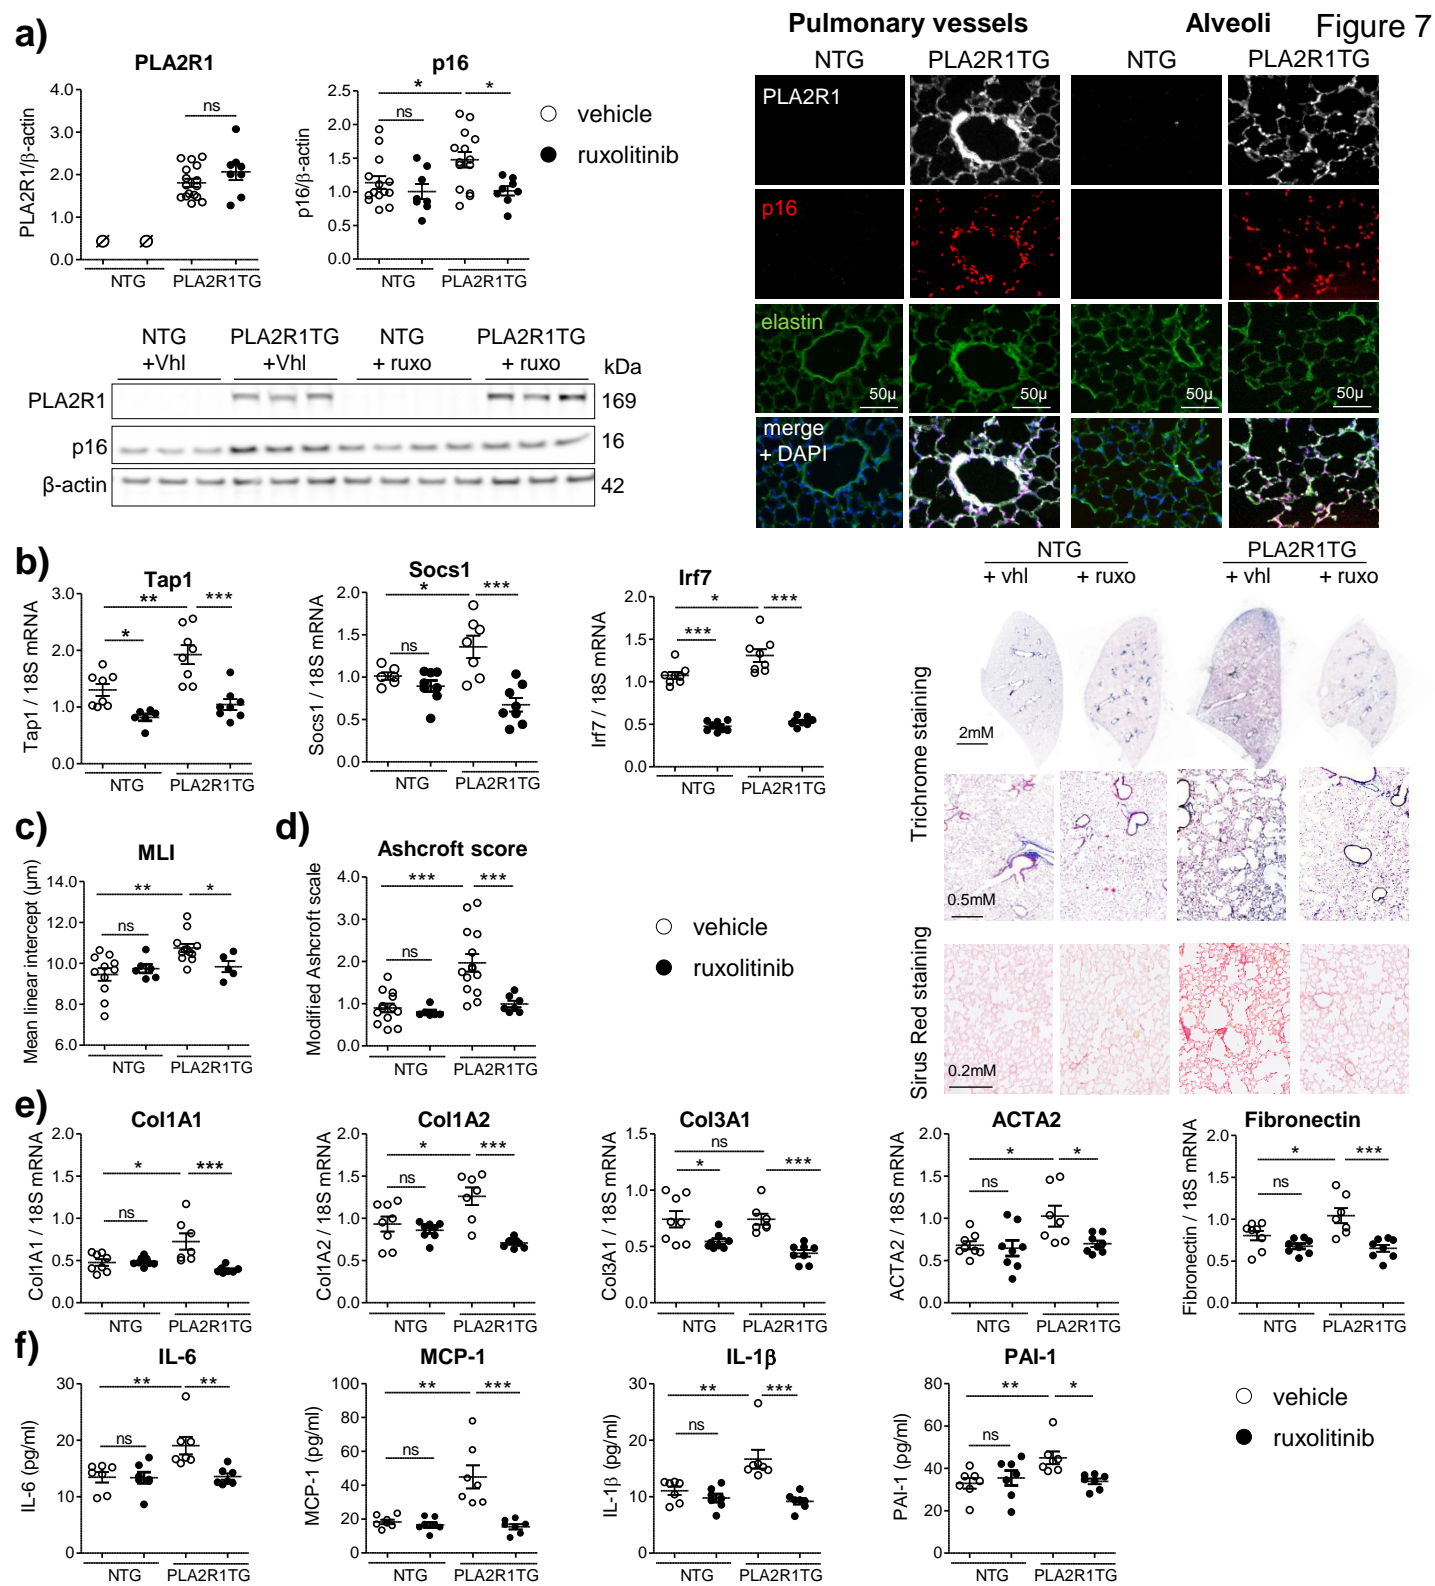 Figure 7
a)
PLA2R1
PLA2R1/β-actin
4.0
3.0
2.0
1.0
0.0
ns
Ø Ø
NTG PLA2R1TG
p16
p16/β-actin
2.5
2.0
1.5
1.0
0.5
0.0
* *
ns
NTG PLA2R1TG
vehicle
ruxolitinib
NTG PLA2R1TG NTG PLA2R1TG
+Vhl +Vhl + ruxo + ruxo kDa
PLA2R1 169
p16 16
β-actin 42
Pulmonary vessels Alveoli
NTG PLA2R1TG NTG PLA2R1TG
PLA2R1
p16
elastin
50µ 50µ 50µ
merge
+ DAPI
b)
Tap1
Tap1 / 18S mRNA
3.0
2.0
1.0
0.0
** ***
*
NTG PLA2R1TG
Socs1
Socs1 / 18S mRNA
2.0
1.5
1.0
0.5
0.0
* ***
ns
NTG PLA2R1TG
Irf7
Irf7 / 18S mRNA
2.0
1.5
1.0
0.5
0.0
* ***
***
NTG PLA2R1TG
NTG PLA2R1TG
+ vhl + ruxo + vhl + ruxo
Trichrome staining
2mM
0.5mM
Sirus Red staining
0.2mM
c)
MLI
Mean linear intercept (µm)
14.0
12.0
10.0
8.0
6.0
** *
ns
NTG PLA2R1TG
d)
Ashcroft score
Modified Ashcroft scale
4.0
3.0
2.0
1.0
0.0
*** ***
ns
NTG PLA2R1TG
vehicle
ruxolitinib
e)
Col1A1
Col1A1 / 18S mRNA
2.0
1.5
1.0
0.5
0.0
* ***
ns
NTG PLA2R1TG
Col1A2
Col1A2 / 18S mRNA
2.0
1.5
1.0
0.5
0.0
* ***
ns
NTG PLA2R1TG
Col3A1
Col3A1 / 18S mRNA
1.5
1.0
0.5
0.0
ns
* ***
NTG PLA2R1TG
ACTA2
ACTA2 / 18S mRNA
2.0
1.5
1.0
0.5
0.0
* *
ns
NTG PLA2R1TG
Fibronectin
Fibronectin / 18S mRNA
2.0
1.5
1.0
0.5
0.0
* ***
ns
NTG PLA2R1TG
f)
IL-6
IL-6 (pg/ml)
30
20
10
0
** **
ns
NTG PLA2R1TG
MCP-1
MCP-1 (pg/ml)
100
80
60
40
20
0
** ***
ns
NTG PLA2R1TG
IL-1β
IL-1β (pg/ml)
30
20
10
0
** ***
ns
NTG PLA2R1TG
PAI-1
PAI-1 (pg/ml)
80
60
40
20
0
** *
ns
NTG PLA2R1TG
vehicle
ruxolitinib